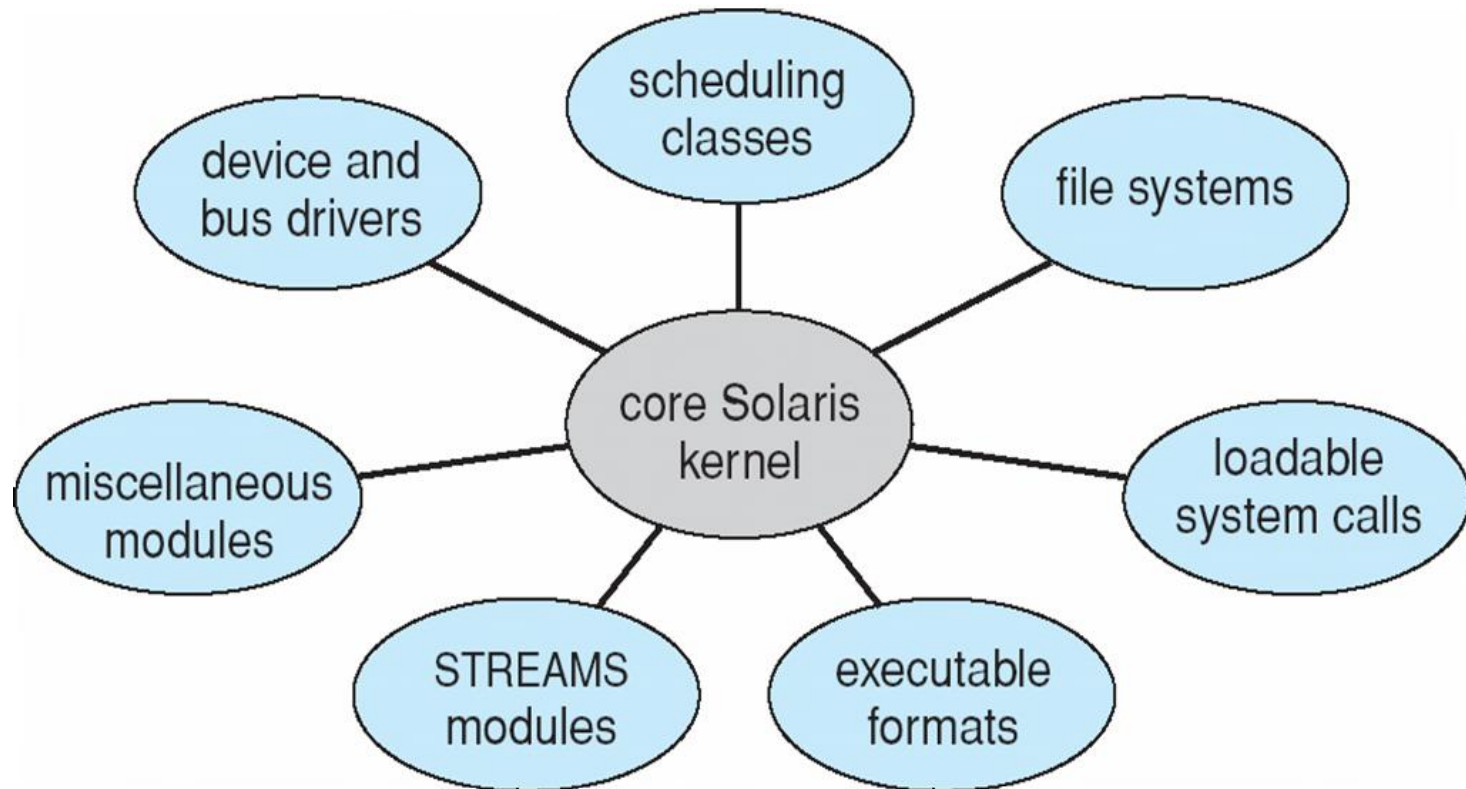 scheduling
classes
device and
bus drivers
file systems
core Solaris
kernel
miscellaneous
modules
loadable
system calls
STREAMS
modules
executable
formats